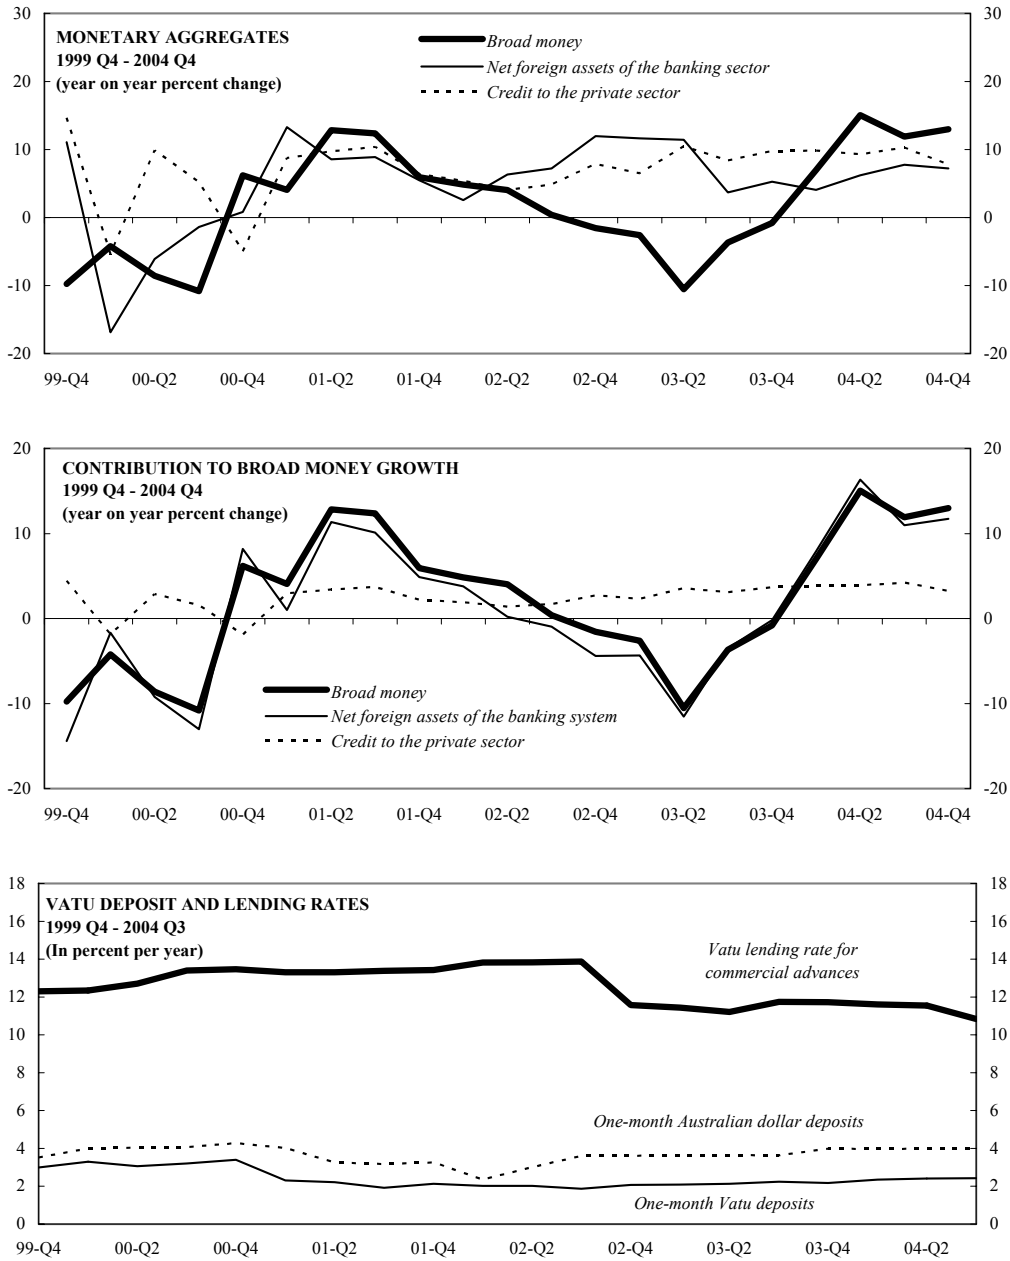 30 30
MONETARY AGGREGATES
1999 Q4 - 2004 Q4
(year on year percent change)
Broad money
Net foreign assets of the banking sector
Credit to the private sector
20 20
10 10
0 0
-10 -10
-20 -20
99-Q4 00-Q2 00-Q4 01-Q2 01-Q4 02-Q2 02-Q4 03-Q2 03-Q4 04-Q2 04-Q4
20 20
CONTRIBUTION TO BROAD MONEY GROWTH
1999 Q4 - 2004 Q4
(year on year percent change)
10 10
0 0
Broad money
Net foreign assets of the banking system
Credit to the private sector
-10 -10
-20 -20
99-Q4 00-Q2 00-Q4 01-Q2 01-Q4 02-Q2 02-Q4 03-Q2 03-Q4 04-Q2 04-Q4
18 18
VATU DEPOSIT AND LENDING RATES
1999 Q4 - 2004 Q3
(In percent per year)
16 16
Vatu lending rate for
commercial advances
14 14
12 12
10 10
8 8
6 6
One-month Australian dollar deposits
4 4
2 2
One-month Vatu deposits
0 0
99-Q4 00-Q2 00-Q4 01-Q2 01-Q4 02-Q2 02-Q4 03-Q2 03-Q4 04-Q2